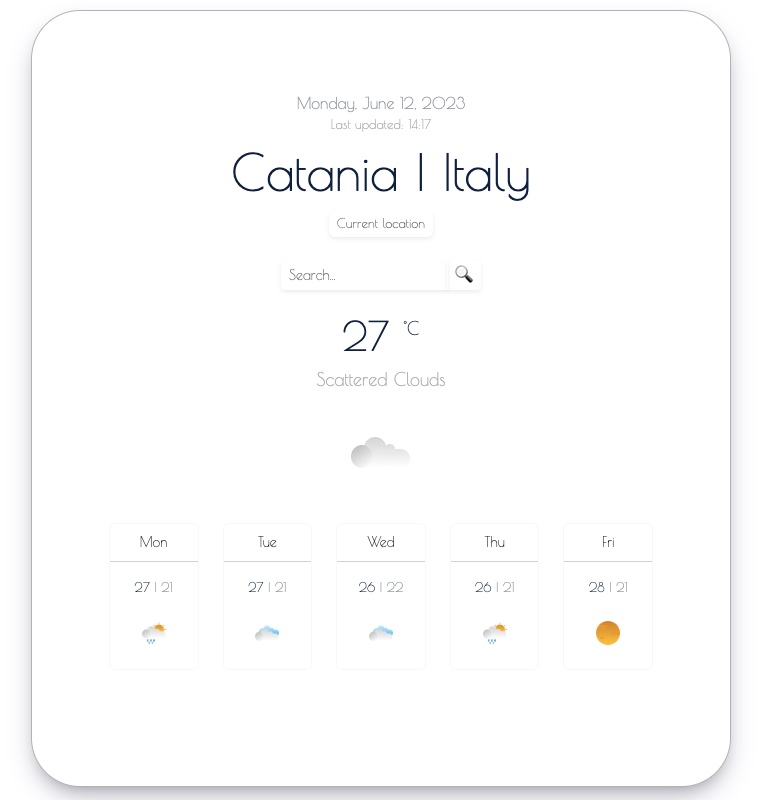 Monday, June 12, 2023
Last updated: 14:17
Catania | Italy
Current location
Search...
27 °C
Scattered Clouds
Mon Tue Wed Thu Fri
27 | 21 27 | 21 26 | 22 26 | 21 28 | 21